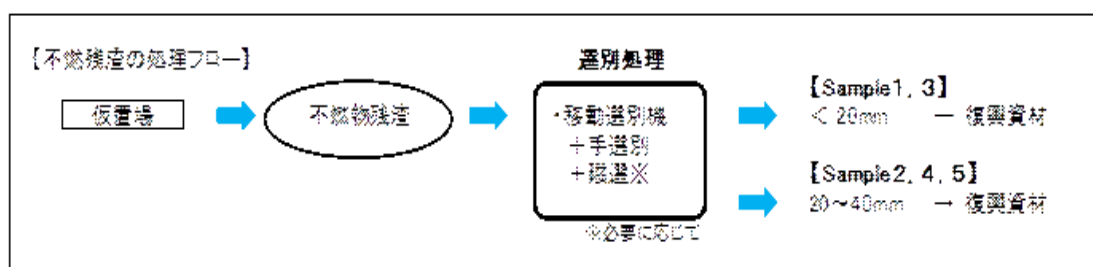 【不燃残渣の処理フロー】
仮置場
不燃物残渣
選別処理
・移動選別機
＋手選別
＋磁選※
※必要に応じて
【Sample1, 3】
＜ 20mm － 復興資材
【Sample2, 4, 5】
20～40mm → 復興資材